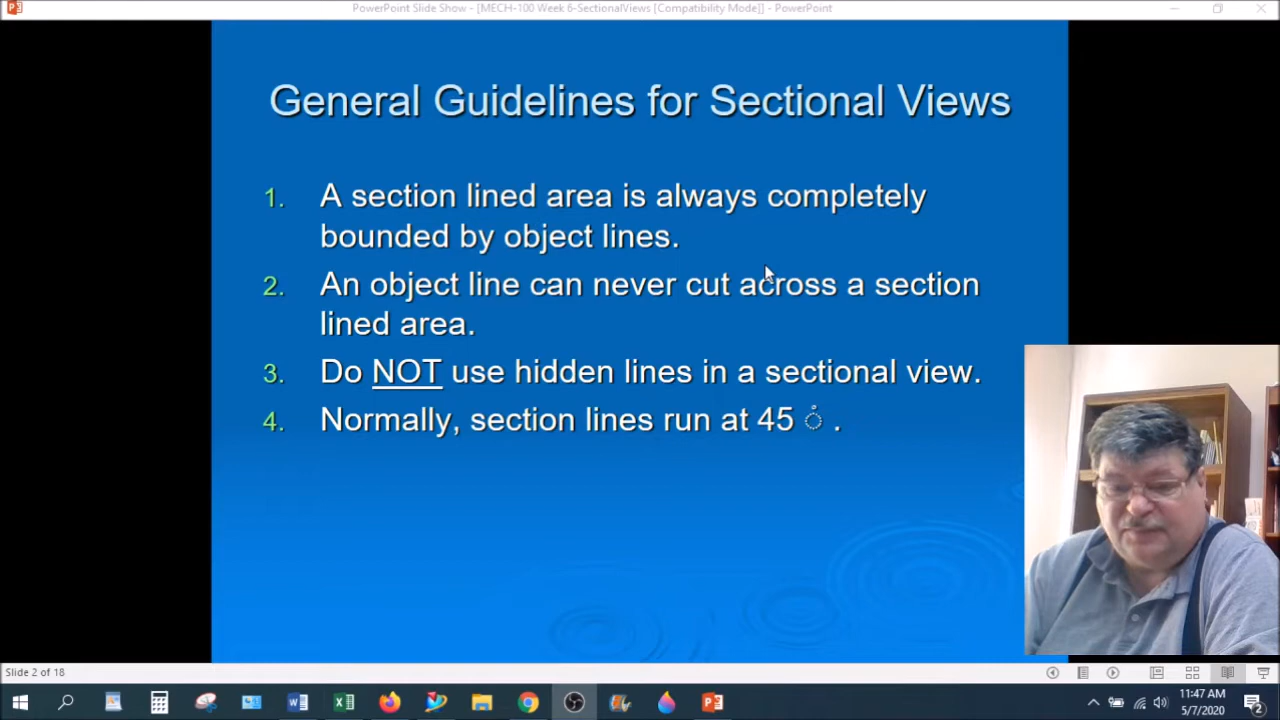 PowerPoint Slide Show - [MECH-100 Week 6-SectionalViews [Compatibility Mode]] - PowerPoint
General Guidelines for Sectional Views
1. A section lined area is always completely
bounded by object lines.
2. An object line can never cut across a section
lined area.
3. Do NOT use hidden lines in a sectional view.
4. Normally, section lines run at 45 ◌̊ .
Slide 2 of 18
11:47 AM
5/7/2020
2